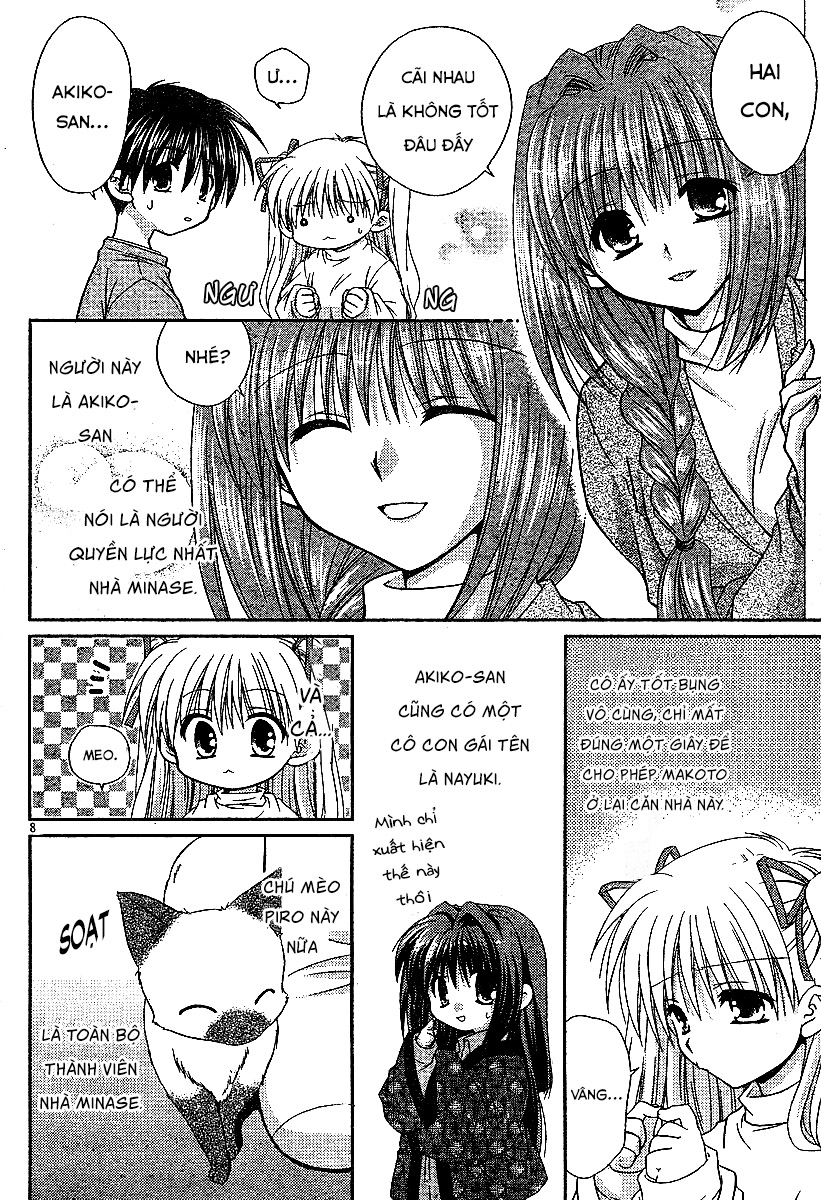 HAI
CON,
CÃI NHAU
LÀ KHÔNG TỐT
ĐÂU ĐẤY
Ư...
AKIKO-
SAN...
NGƯ
NG
NHÉ?
NGƯỜI NÀY
LÀ AKIKO-
SAN
CÓ THỂ
NÓI LÀ NGƯỜI
QUYỀN LỰC NHẤT
NHÀ MINASE.
CÔ ẤY TỐT BỤNG
VÔ CÙNG, CHỈ MẤT
ĐÚNG MỘT GIÂY ĐỂ
CHO PHÉP MAKOTO
Ở LẠI CĂN NHÀ NÀY.
VÂNG...
AKIKO-SAN
CŨNG CÓ MỘT
CÔ CON GÁI TÊN
LÀ NAYUKI.
Mình chỉ
xuất hiện
thế này
thôi
VÀ
CẢ...
MEO.
8
CHÚ MÈO
PIRO NÀY
NỮA
SOẠT
LÀ TOÀN BỘ
THÀNH VIÊN
NHÀ MINASE.